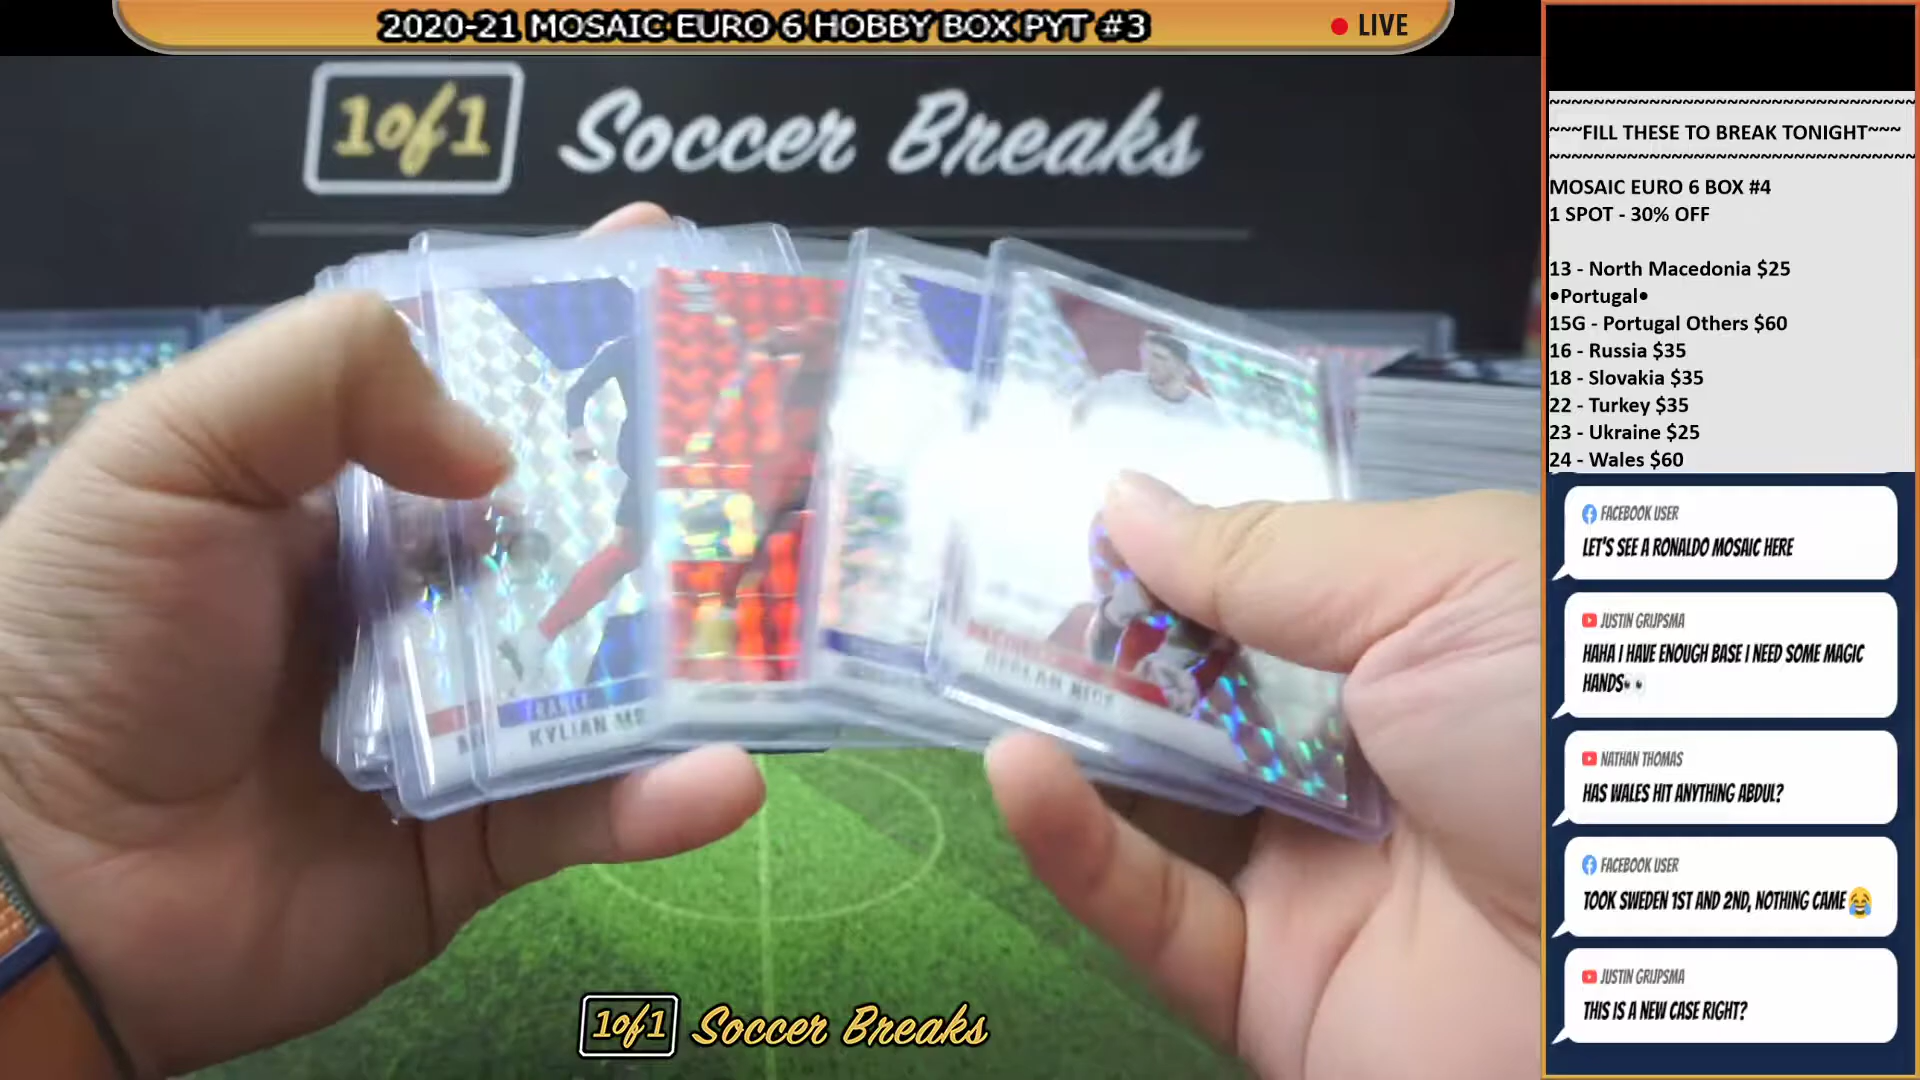 2020-21 MOSAIC EURO 6 HOBBY BOX PYT #3
LIVE
1of1 Soccer Breaks
~~~FILL THESE TO BREAK TONIGHT~~~
MOSAIC EURO 6 BOX #4
1 SPOT - 30% OFF
13 - North Macedonia $25
•Portugal•
15G - Portugal Others $60
16 - Russia $35
18 - Slovakia $35
22 - Turkey $35
23 - Ukraine $25
24 - Wales $60
FACEBOOK USER
LET'S SEE A RONALDO MOSAIC HERE
JUSTIN GRIJPSMA
HAHA I HAVE ENOUGH BASE I NEED SOME MAGIC
HANDS👀
NATHAN THOMAS
HAS WALES HIT ANYTHING ABDUL?
FACEBOOK USER
TOOK SWEDEN 1ST AND 2ND, NOTHING CAME😂
JUSTIN GRIJPSMA
THIS IS A NEW CASE RIGHT?
FRANCE
KYLIAN MB
DECLAN RICE
1of1 Soccer Breaks